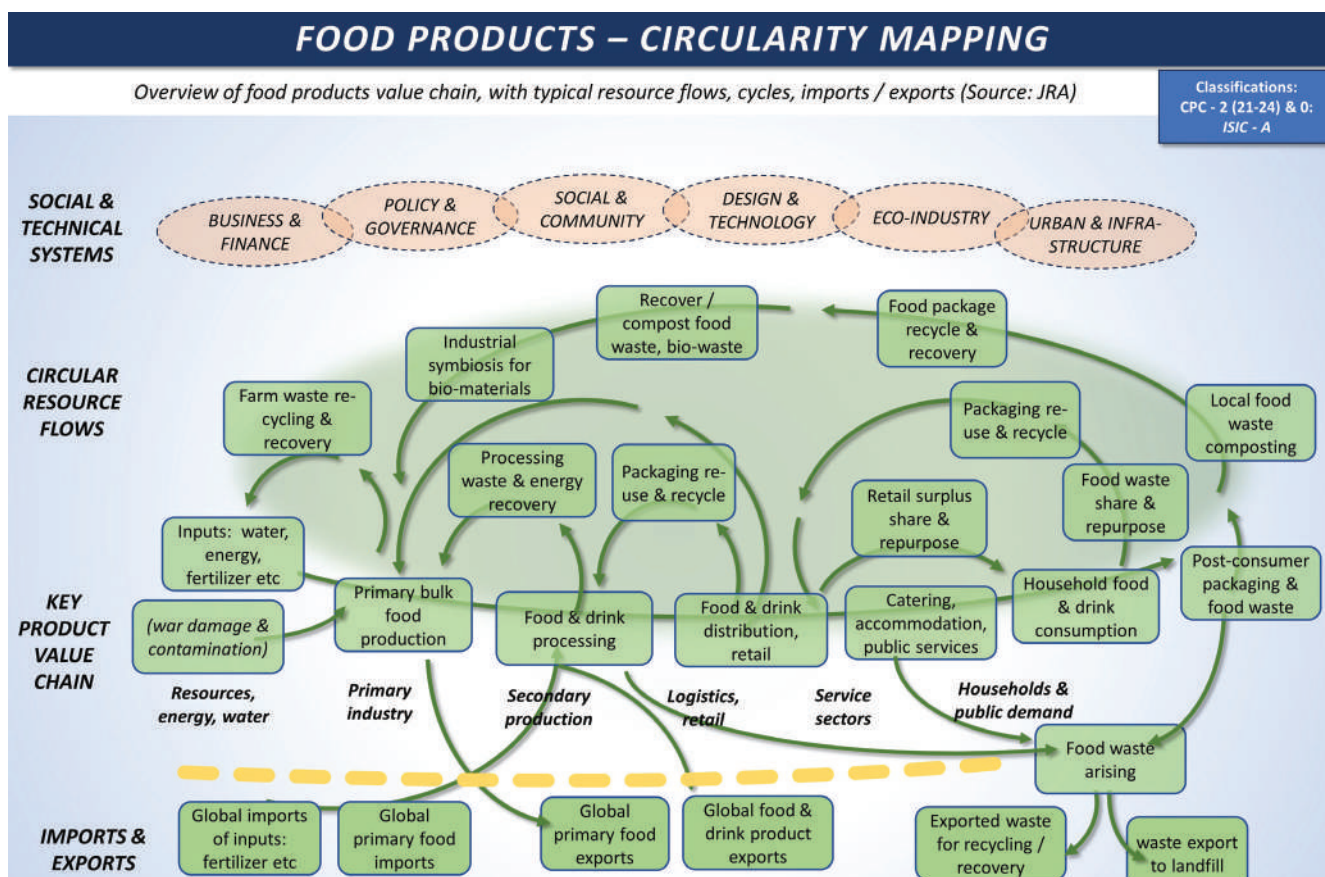 FOOD PRODUCTS – CIRCULARITY MAPPING
Overview of food products value chain, with typical resource flows, cycles, imports / exports (Source: JRA)
Classifications:
CPC - 2 (21-24) & 0:
ISIC - A
SOCIAL &
TECHNICAL
SYSTEMS
BUSINESS &
FINANCE
POLICY &
GOVERNANCE
SOCIAL &
COMMUNITY
DESIGN &
TECHNOLOGY
ECO-INDUSTRY
URBAN & INFRA-
STRUCTURE
CIRCULAR
RESOURCE
FLOWS
Farm waste re-
cycling &
recovery
Industrial
symbiosis for
bio-materials
Recover /
compost food
waste, bio-waste
Food package
recycle &
recovery
Processing
waste & energy
recovery
Packaging re-
use & recycle
Packaging re-
use & recycle
Local food
waste
composting
Retail surplus
share &
repurpose
Food waste
share &
repurpose
KEY
PRODUCT
VALUE
CHAIN
Inputs: water,
energy,
fertilizer etc
(war damage &
contamination)
Primary bulk
food
production
Food & drink
processing
Food & drink
distribution,
retail
Catering,
accommodation,
public services
Household food
& drink
consumption
Post-consumer
packaging &
food waste
Resources,
energy, water
Primary
industry
Secondary
production
Logistics,
retail
Service
sectors
Households &
public demand
Food waste
arising
IMPORTS &
EXPORTS
Global imports
of inputs:
fertilizer etc
Global
primary food
imports
Global
primary food
exports
Global food &
drink product
exports
Exported waste
for recycling /
recovery
waste export
to landfill